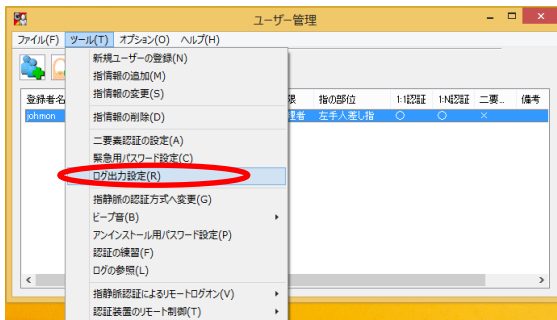 ユーザー管理
ファイル(F) ツール(T) オプション(O) ヘルプ(H)
新規ユーザーの登録(N)
指情報の追加(M)
指情報の変更(S)
指情報の削除(D)
二要素認証の設定(A)
緊急用パスワード設定(C)
ログ出力設定(R)
指静脈の認証方式へ変更(G)
ビープ音(B)
アンインストール用パスワード設定(P)
認証の練習(F)
ログの参照(L)
指静脈認証によるリモートログオン(V)
認証装置のリモート制御(T)
登録者名 限 指の部位 1:1認証 1:N認証 二要... 備考
johmon 理者 左手人差し指 ○ ○ ×